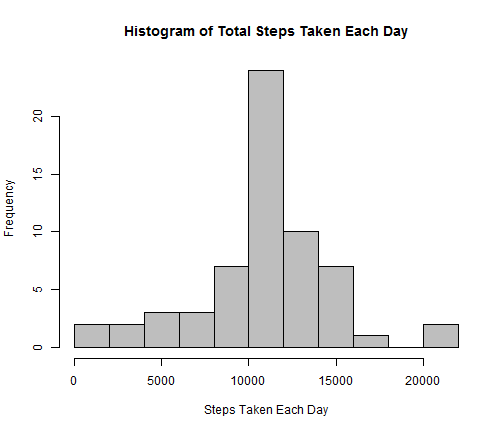 Histogram of Total Steps Taken Each Day
Frequency
20
15
10
5
0
0 5000 10000 15000 20000
Steps Taken Each Day